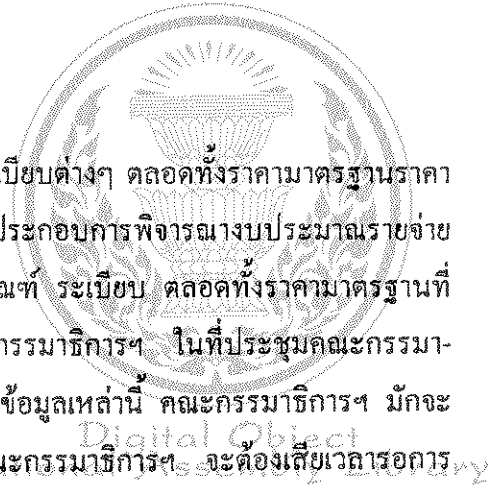 เบียบต่างๆ ตลอดทั้งราคามาตรฐานราคา
ประกอบการพิจารณางบประมาณรายจ่าย
ณฑ์ ระเบียบ ตลอดทั้งราคามาตรฐานที่
กรรมาธิการฯ ในที่ประชุมคณะกรรมา-
ข้อมูลเหล่านี้ คณะกรรมาธิการฯ มักจะ
Digital Object
ณะกรรมาธิการฯ จะต้องเสียเวลารอการ
National Assembly Library